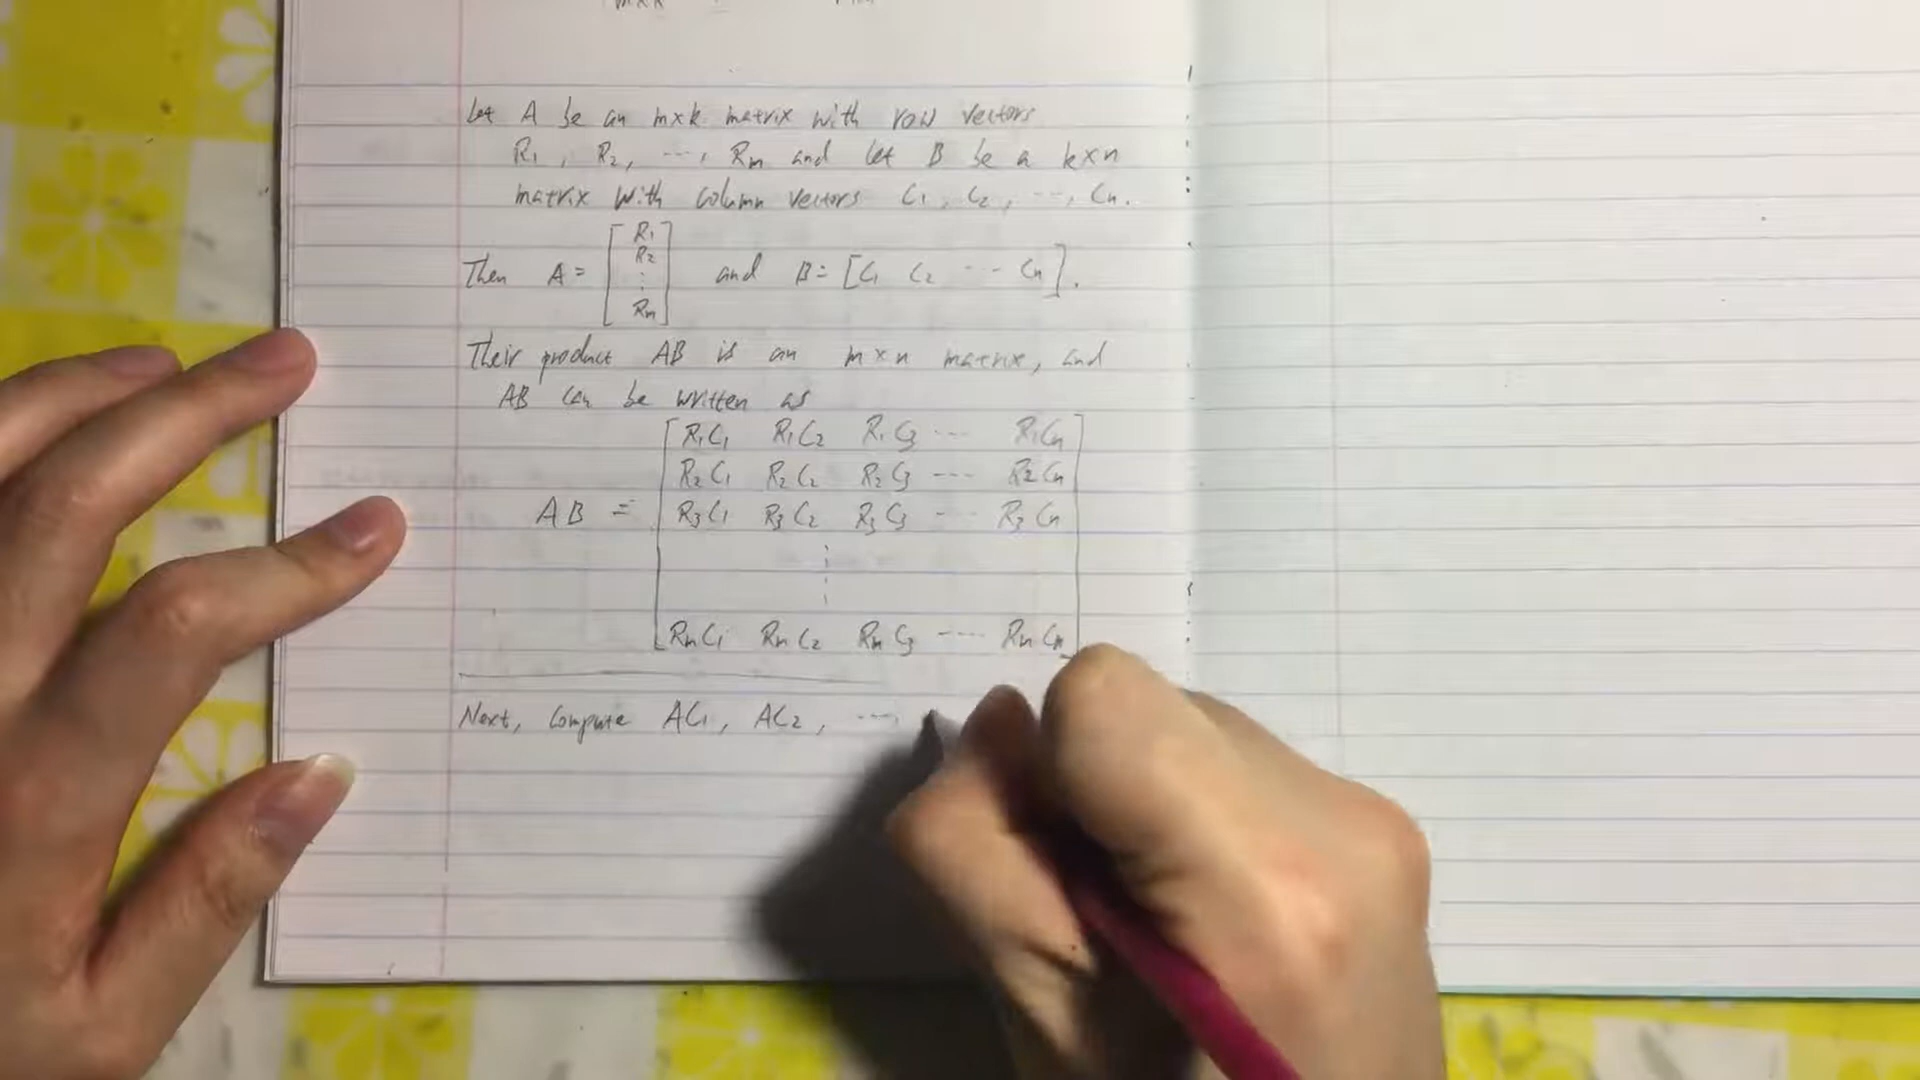 Let A be an m×k matrix with row vectors
R₁, R₂, ⋯, Rₘ and let B be a k×n
matrix with column vectors C₁, C₂, ⋯, Cₙ.
Then A = [R₁ R₂ ⋮ Rₘ] and B = [C₁ C₂ ⋯ Cₙ].
Their product AB is an m×n matrix, and
AB can be written as
R₁C₁ R₁C₂ R₁C₃ ⋯ R₁Cₙ
R₂C₁ R₂C₂ R₂C₃ ⋯ R₂Cₙ
AB = R₃C₁ R₃C₂ R₃C₃ ⋯ R₃Cₙ
⋮
RₘC₁ RₘC₂ RₘC₃ ⋯ RₘCₙ
Next, compute AC₁, AC₂, ⋯,